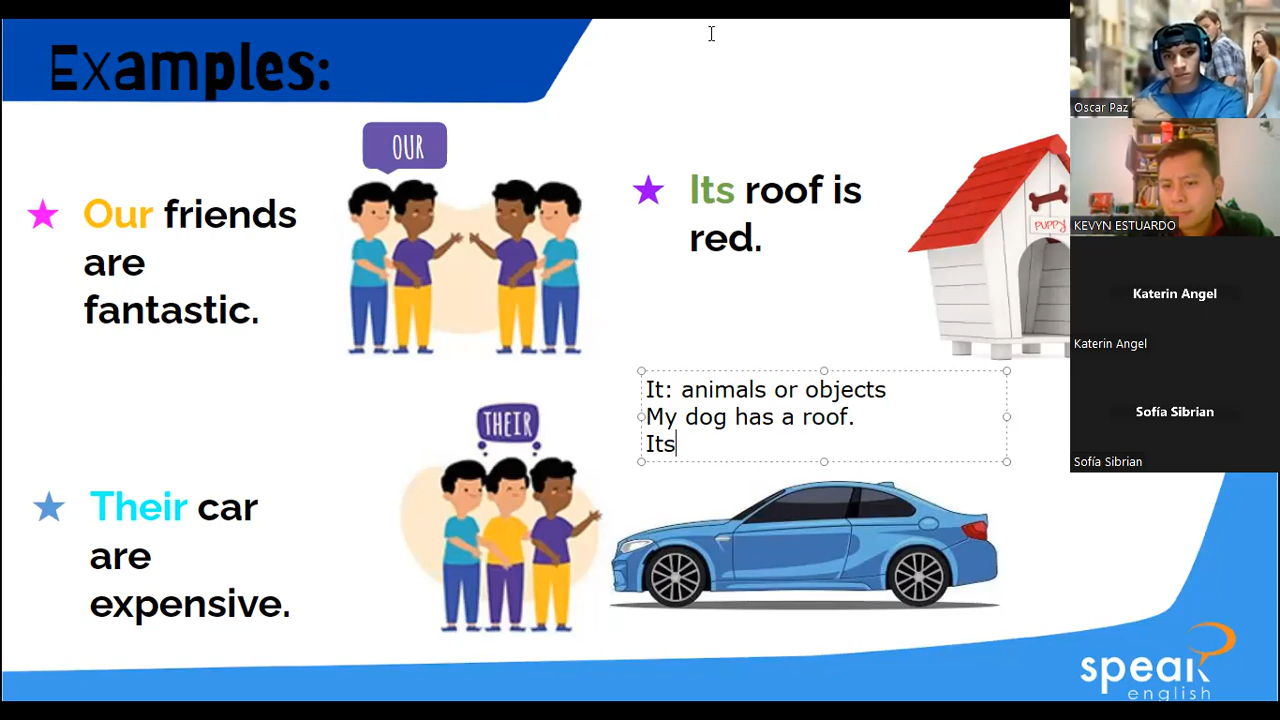 Examples:
OUR
Our friends
are
fantastic.
Its roof is
red.
PUPPY
It: animals or objects
My dog has a roof.
Its
THEIR
Their car
are
expensive.
speak
english
Oscar Paz
KEVYN ESTUARDO
Katerin Angel
Katerin Angel
Sofía Sibrian
Sofía Sibrian